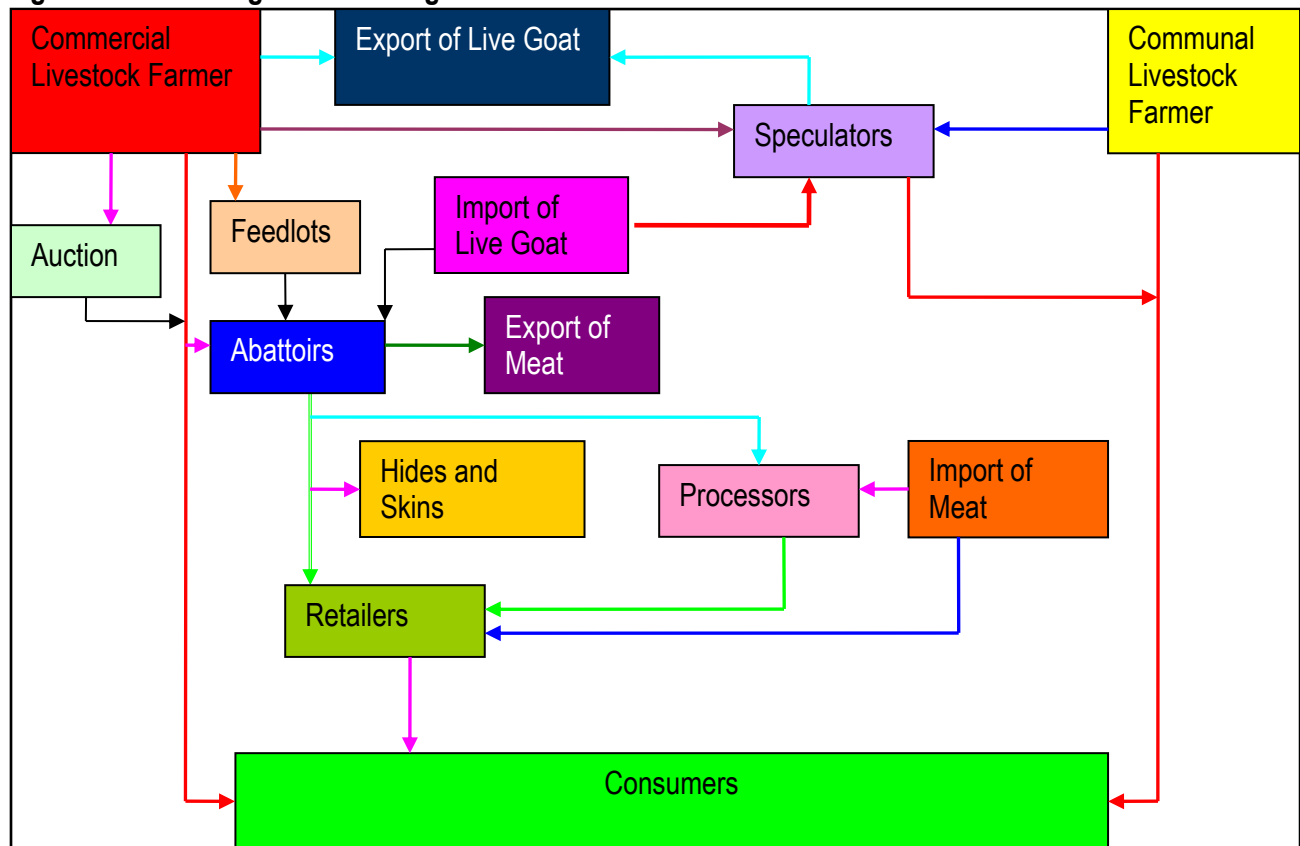 Commercial
Livestock Farmer
Export of Live Goat
Communal
Livestock
Farmer
Speculators
Import of
Live Goat
Feedlots
Auction
Export of
Meat
Abattoirs
Hides and
Skins
Processors
Import of
Meat
Retailers
Consumers